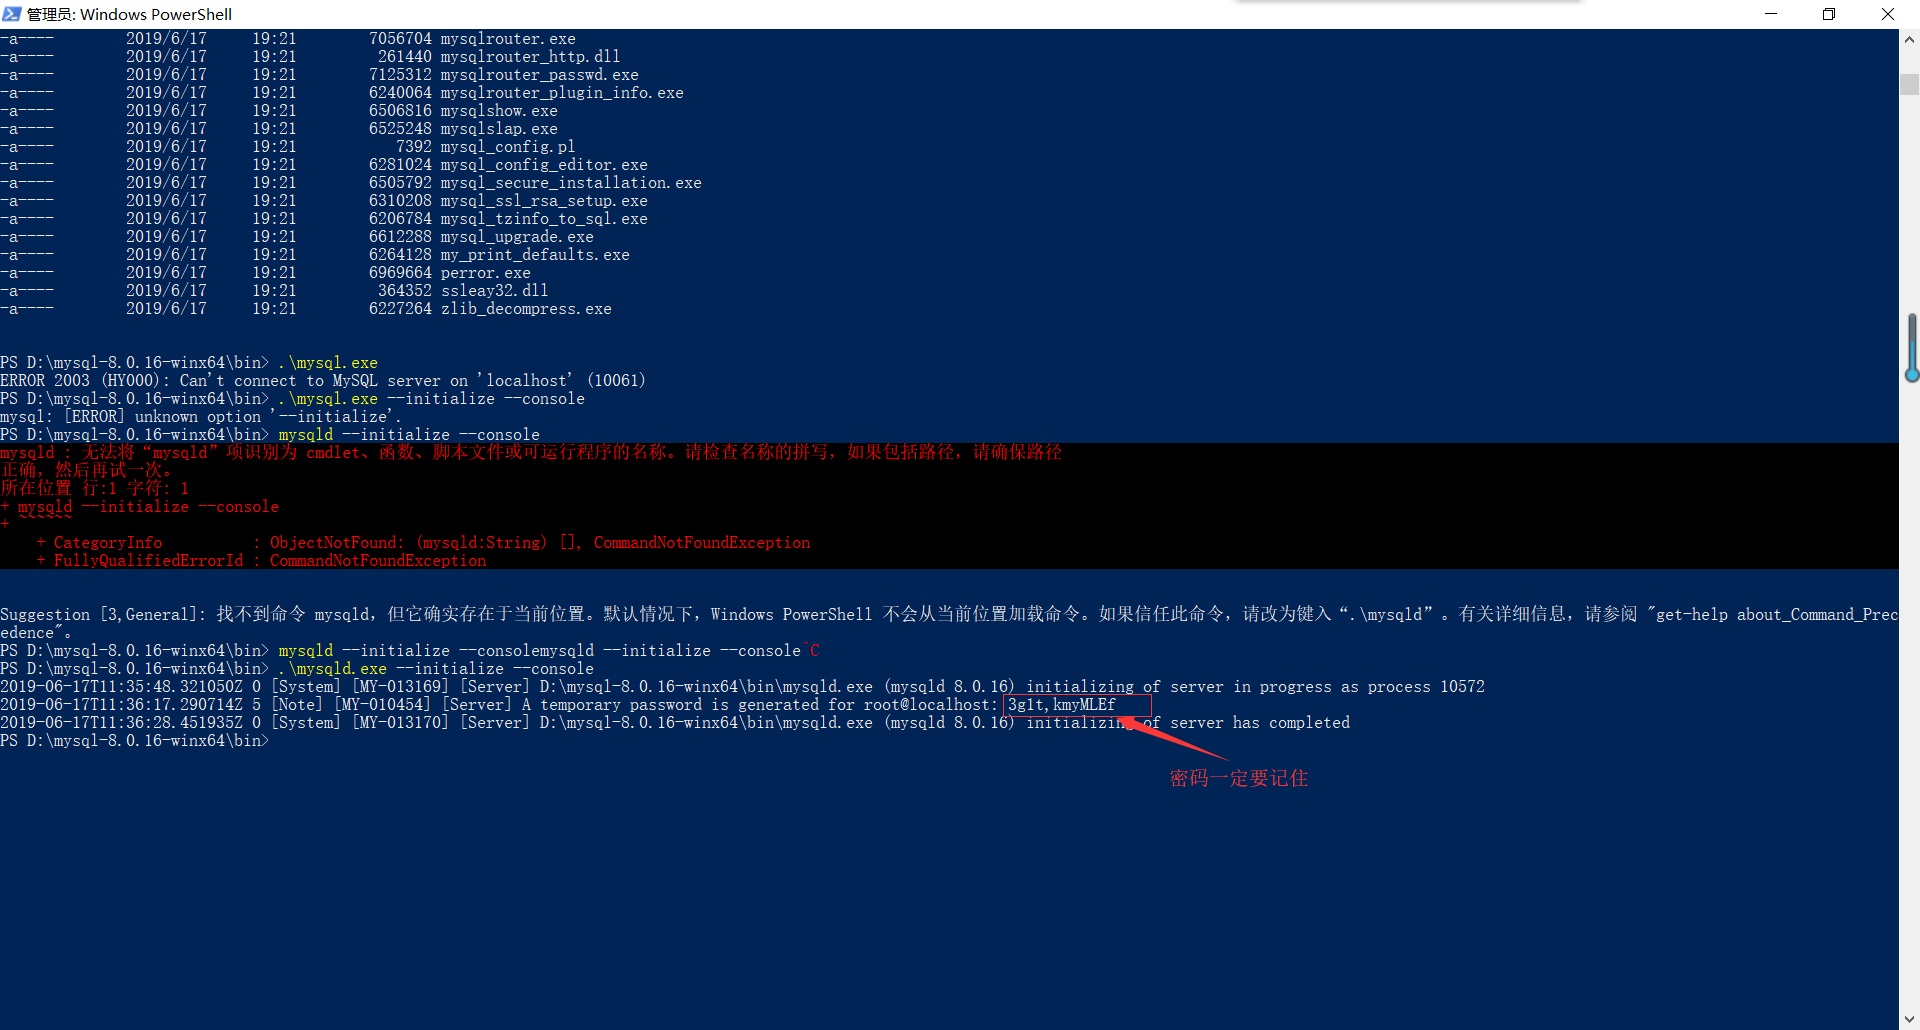 管理员: Windows PowerShell
-a---- 2019/6/17 19:21 7056704 mysqlrouter.exe
-a---- 2019/6/17 19:21 261440 mysqlrouter_http.dll
-a---- 2019/6/17 19:21 7125312 mysqlrouter_passwd.exe
-a---- 2019/6/17 19:21 6240064 mysqlrouter_plugin_info.exe
-a---- 2019/6/17 19:21 6506816 mysqlshow.exe
-a---- 2019/6/17 19:21 6525248 mysqlslap.exe
-a---- 2019/6/17 19:21 7392 mysql_config.pl
-a---- 2019/6/17 19:21 6281024 mysql_config_editor.exe
-a---- 2019/6/17 19:21 6505792 mysql_secure_installation.exe
-a---- 2019/6/17 19:21 6310208 mysql_ssl_rsa_setup.exe
-a---- 2019/6/17 19:21 6206784 mysql_tzinfo_to_sql.exe
-a---- 2019/6/17 19:21 6612288 mysql_upgrade.exe
-a---- 2019/6/17 19:21 6264128 my_print_defaults.exe
-a---- 2019/6/17 19:21 6969664 perror.exe
-a---- 2019/6/17 19:21 364352 ssleay32.dll
-a---- 2019/6/17 19:21 6227264 zlib_decompress.exe
PS D:\mysql-8.0.16-winx64\bin> .\mysql.exe
ERROR 2003 (HY000): Can't connect to MySQL server on 'localhost' (10061)
PS D:\mysql-8.0.16-winx64\bin> .\mysql.exe --initialize --console
mysql: [ERROR] unknown option '--initialize'.
PS D:\mysql-8.0.16-winx64\bin> mysqld --initialize --console
mysqld : 无法将“mysqld”项识别为 cmdlet、函数、脚本文件或可运行程序的名称。请检查名称的拼写，如果包括路径，请确保路径
正确，然后再试一次。
所在位置 行:1 字符: 1
+ mysqld --initialize --console
+ ~~~~~~
+ CategoryInfo : ObjectNotFound: (mysqld:String) [], CommandNotFoundException
+ FullyQualifiedErrorId : CommandNotFoundException
Suggestion [3,General]: 找不到命令 mysqld，但它确实存在于当前位置。默认情况下，Windows PowerShell 不会从当前位置加载命令。如果信任此命令，请改为键入“.\mysqld”。有关详细信息，请参阅 "get-help about_Command_Prec
edence"。
PS D:\mysql-8.0.16-winx64\bin> mysqld --initialize --consolemysqld --initialize --console^C
PS D:\mysql-8.0.16-winx64\bin> .\mysqld.exe --initialize --console
2019-06-17T11:35:48.321050Z 0 [System] [MY-013169] [Server] D:\mysql-8.0.16-winx64\bin\mysqld.exe (mysqld 8.0.16) initializing of server in progress as process 10572
2019-06-17T11:36:17.290714Z 5 [Note] [MY-010454] [Server] A temporary password is generated for root@localhost: 3g1t,kmyMLEf
2019-06-17T11:36:28.451935Z 0 [System] [MY-013170] [Server] D:\mysql-8.0.16-winx64\bin\mysqld.exe (mysqld 8.0.16) initializing of server has completed
PS D:\mysql-8.0.16-winx64\bin>
密码一定要记住